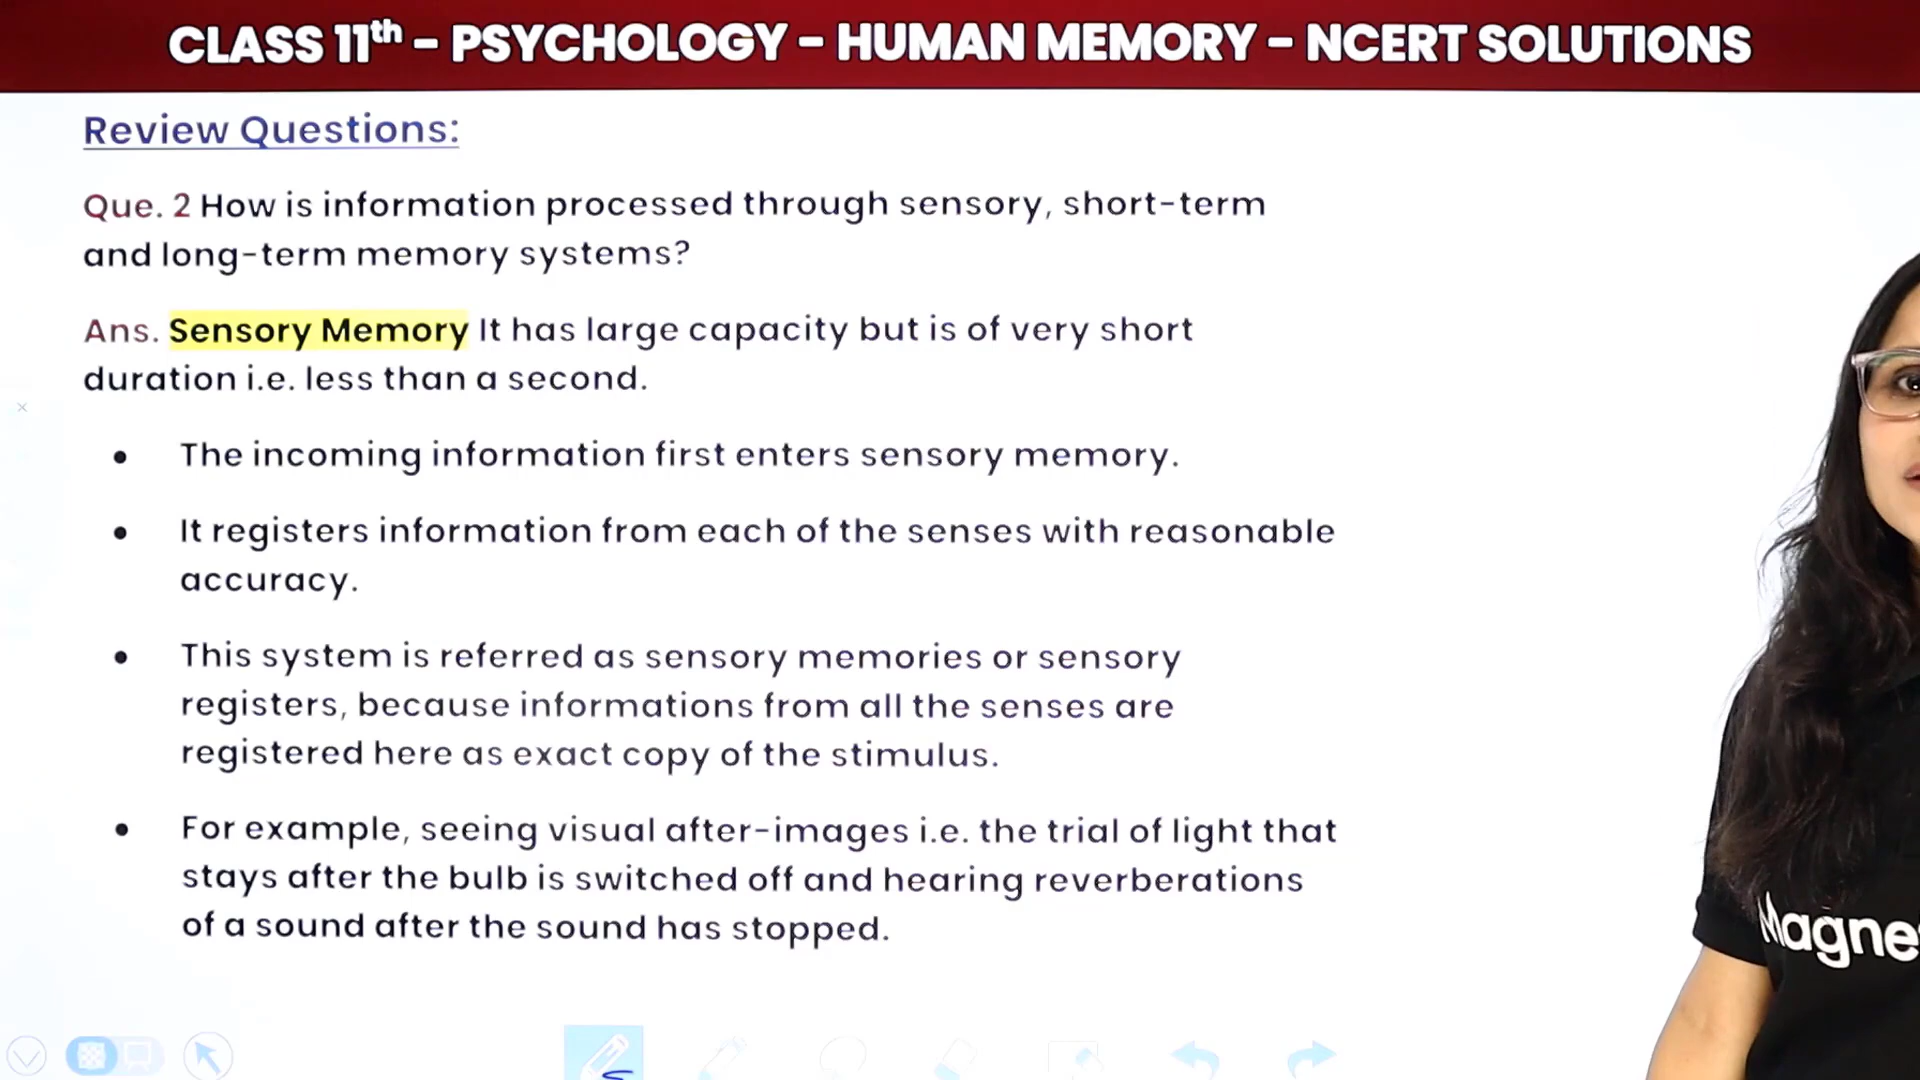 CLASS 11th - PSYCHOLOGY - HUMAN MEMORY - NCERT SOLUTIONS
Review Questions:
Que. 2 How is information processed through sensory, short-term
and long-term memory systems?
Ans. Sensory Memory It has large capacity but is of very short
duration i.e. less than a second.
• The incoming information first enters sensory memory.
• It registers information from each of the senses with reasonable
accuracy.
• This system is referred as sensory memories or sensory
registers, because informations from all the senses are
registered here as exact copy of the stimulus.
• For example, seeing visual after-images i.e. the trial of light that
stays after the bulb is switched off and hearing reverberations
of a sound after the sound has stopped.
Magne